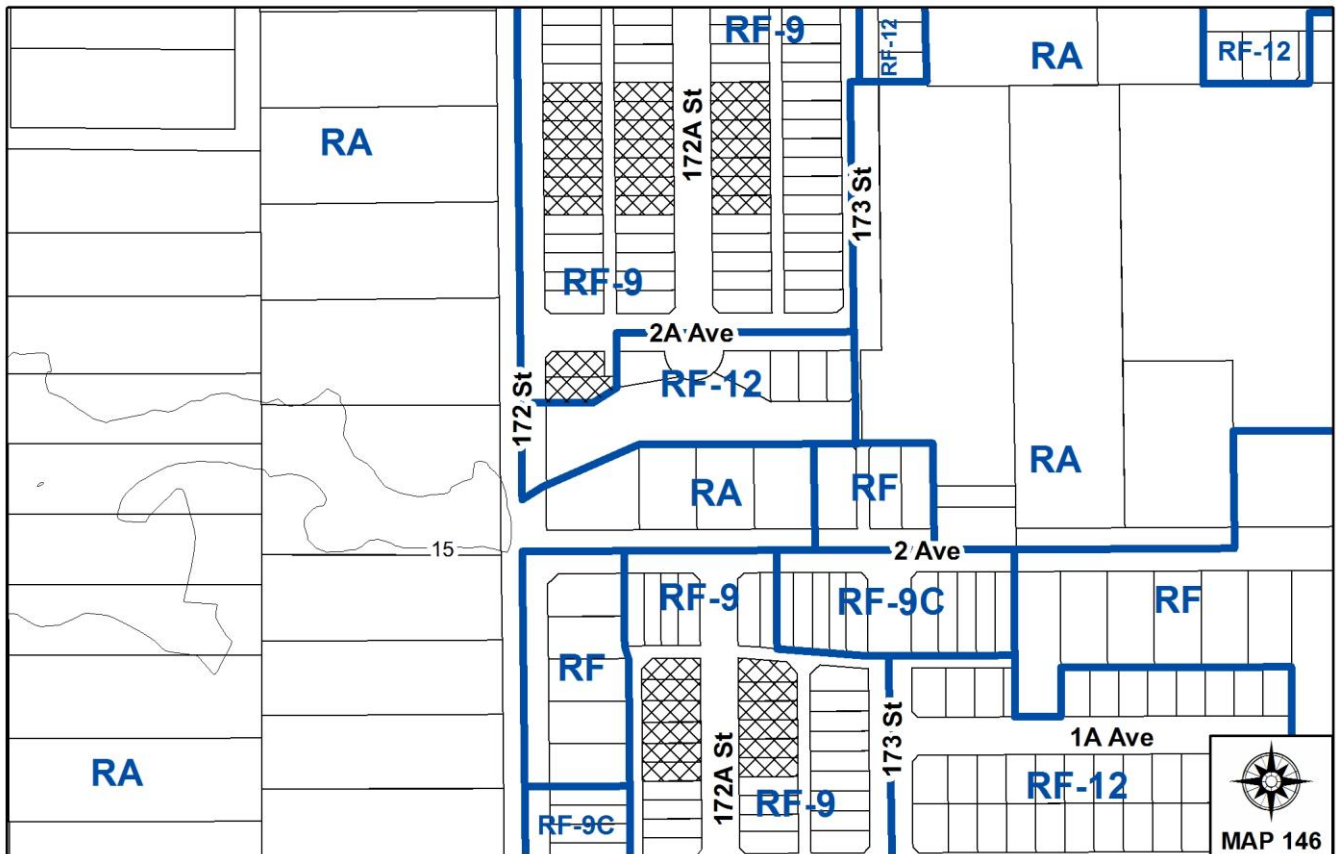 RF-9
RF-12
RA
RF-12
RA
172A St
173 St
RF-9
2A Ave
RF-12
172 St
RA
RA
RF
15
2 Ave
RF-9
RF-9C
RF
RF
172A St
173 St
1A Ave
RA
RF-9
RF-12
RF-9C
MAP 146